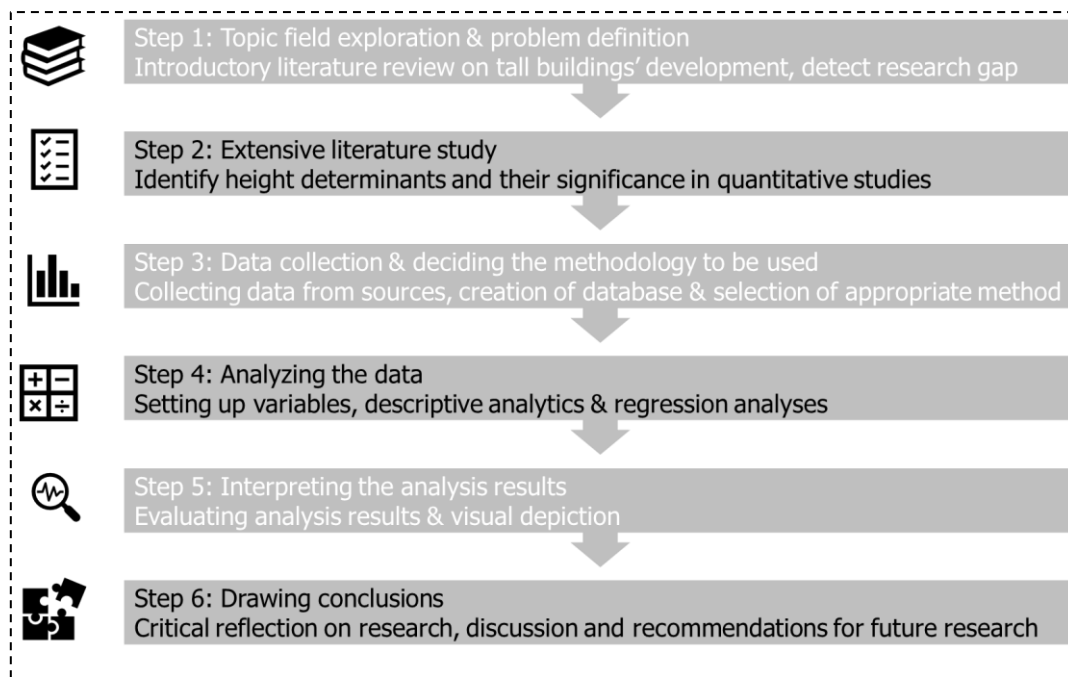 Step 1: Topic field exploration & problem definition
Introductory literature review on tall buildings’ development, detect research gap
Step 2: Extensive literature study
Identify height determinants and their significance in quantitative studies
Step 3: Data collection & deciding the methodology to be used
Collecting data from sources, creation of database & selection of appropriate method
Step 4: Analyzing the data
Setting up variables, descriptive analytics & regression analyses
Step 5: Interpreting the analysis results
Evaluating analysis results & visual depiction
Step 6: Drawing conclusions
Critical reflection on research, discussion and recommendations for future research